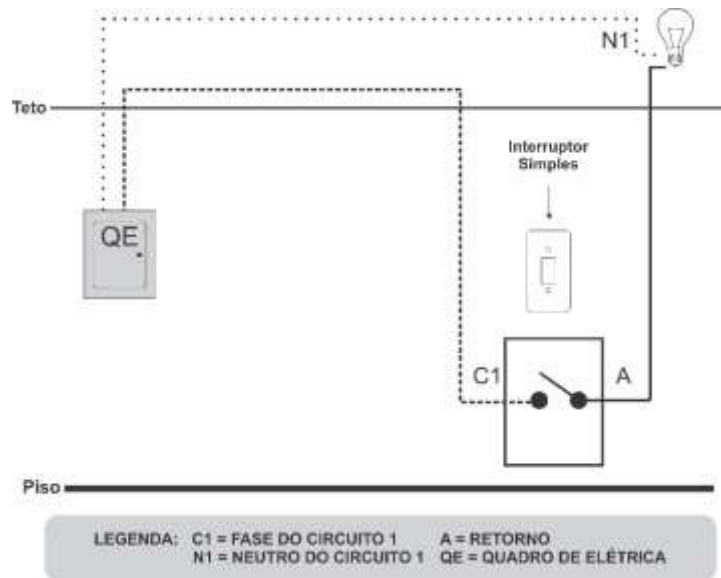 N1
Teto
Interruptor
Simples
QE
C1
A
Piso
LEGENDA: C1 = FASE DO CIRCUITO 1 A = RETORNO
N1 = NEUTRO DO CIRCUITO 1 QE = QUADRO DE ELÉTRICA